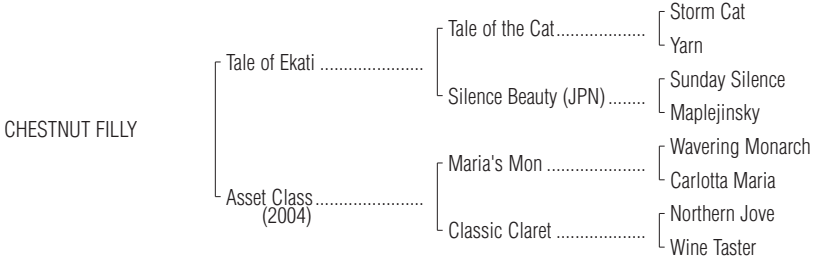 Storm Cat
Tale of the Cat...................
Yarn
Tale of Ekati ......................
Sunday Silence
Silence Beauty (JPN) ........
Maplejinsky
CHESTNUT FILLY
Wavering Monarch
Maria's Mon .....................
Carlotta Maria
Asset Class.......................
(2004)
Northern Jove
Classic Claret ...................
Wine Taster